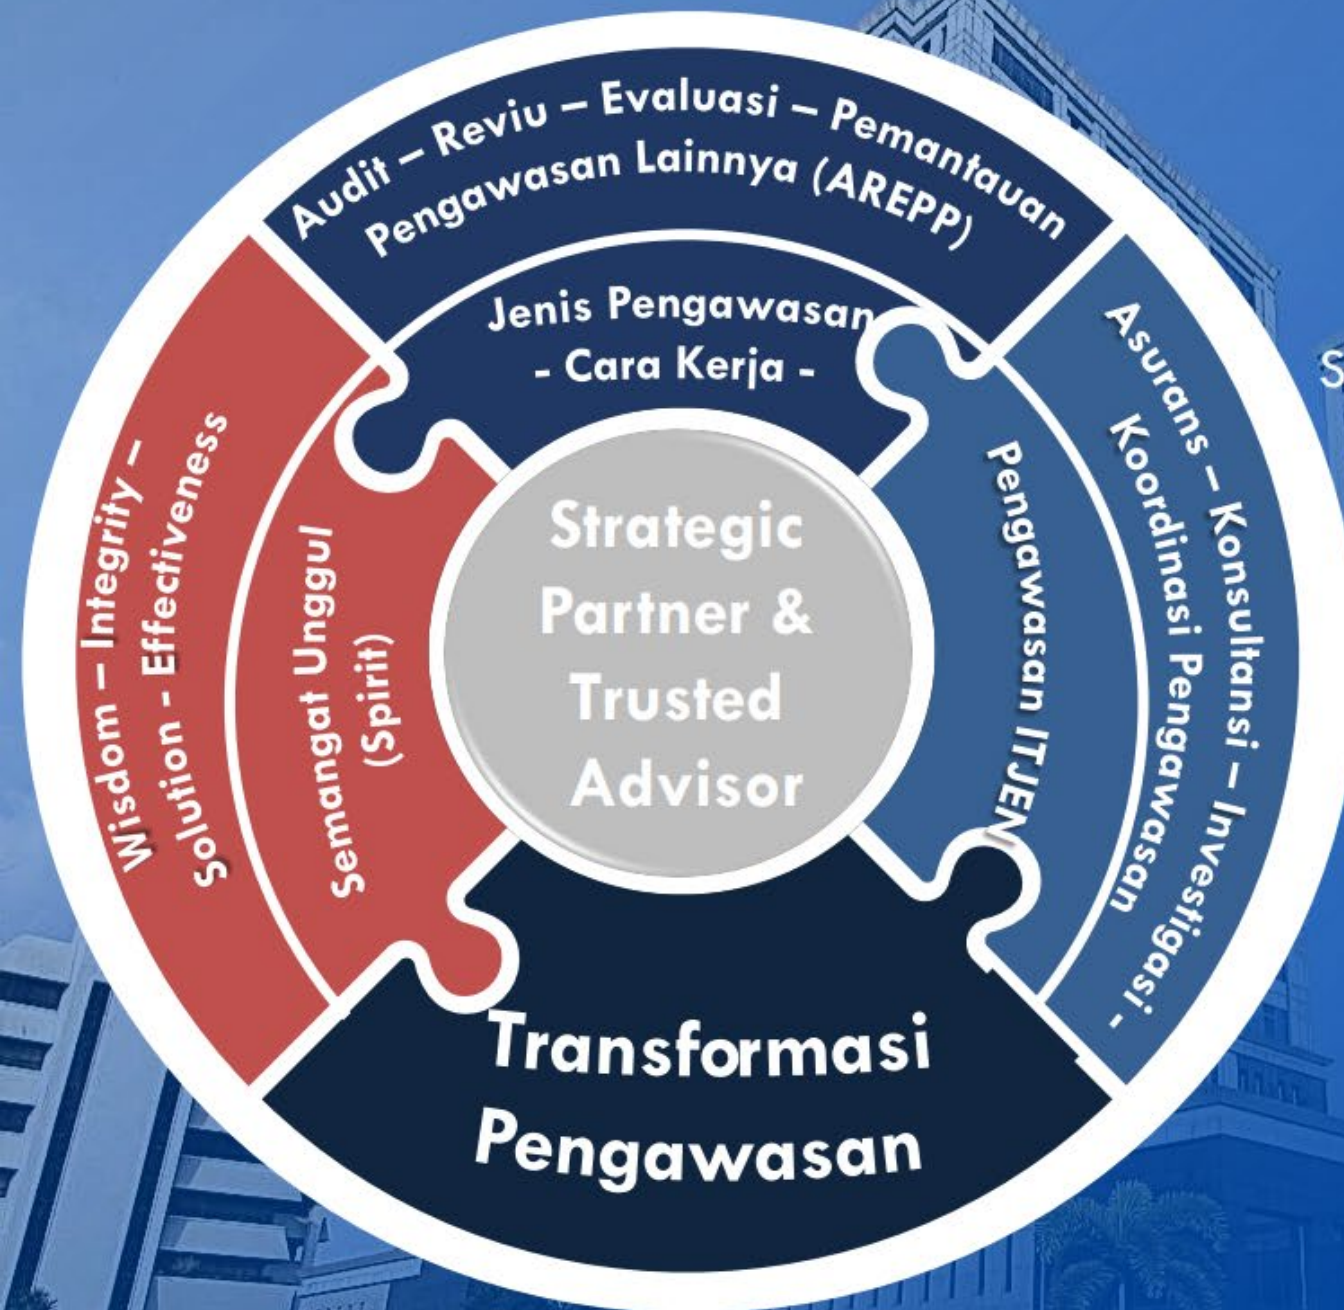 Audit – Reviu – Evaluasi – Pemantauan
Pengawasan Lainnya (AREPP)
Jenis Pengawasan
- Cara Kerja -
Asurans – Konsultansi – Investigasi -
Koordinasi Pengawasan
Pengawasan ITJEN
Wisdom – Integrity –
Solution - Effectiveness
Semangat Unggul
(Spirit)
Strategic
Partner &
Trusted
Advisor
Transformasi
Pengawasan